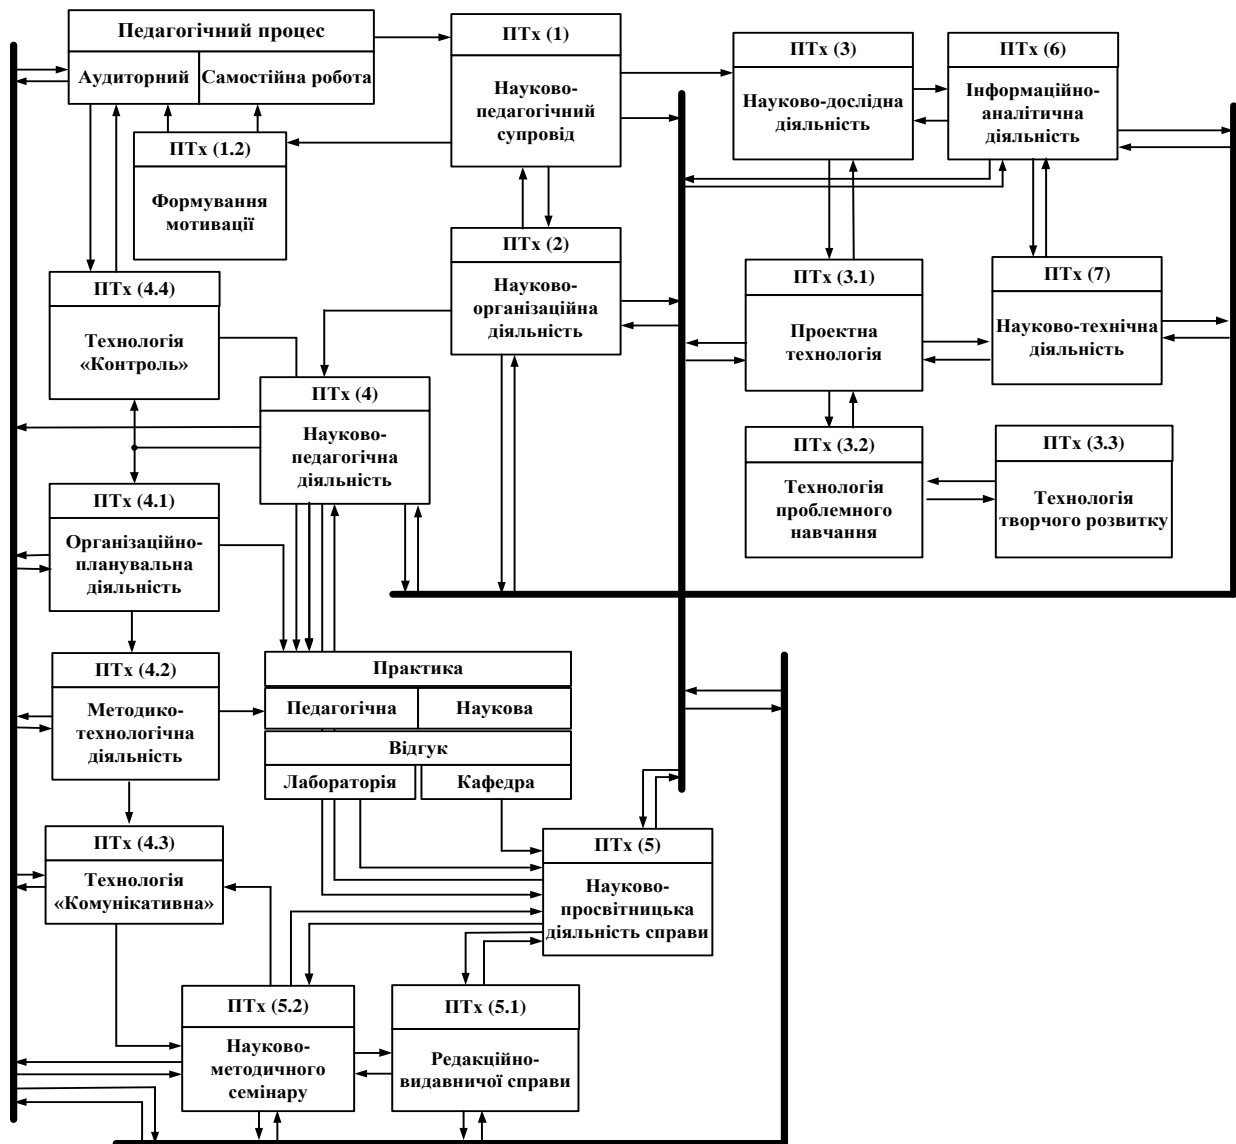 Педагогічний процес
Аудиторний
Самостійна робота
ПТх (1)
Науково-
педагогічний
супровід
ПТх (3)
Науково-дослідна
діяльність
ПТх (6)
Інформаційно-
аналітична
діяльність
ПТх (1.2)
Формування
мотивації
ПТх (2)
Науково-
організаційна
діяльність
ПТх (4.4)
Технологія
«Контроль»
ПТх (3.1)
Проектна
технологія
ПТх (7)
Науково-технічна
діяльність
ПТх (4)
Науково-
педагогічна
діяльність
ПТх (3.2)
Технологія
проблемного
навчання
ПТх (3.3)
Технологія
творчого розвитку
ПТх (4.1)
Організаційно-
планувальна
діяльність
ПТх (4.2)
Методико-
технологічна
діяльність
Практика
Педагогічна
Наукова
Відгук
Лабораторія
Кафедра
ПТх (4.3)
Технологія
«Комунікативна»
ПТх (5)
Науково-
просвітницька
діяльність справи
ПТх (5.2)
Науково-
методичного
семінару
ПТх (5.1)
Редакційно-
видавничої справи